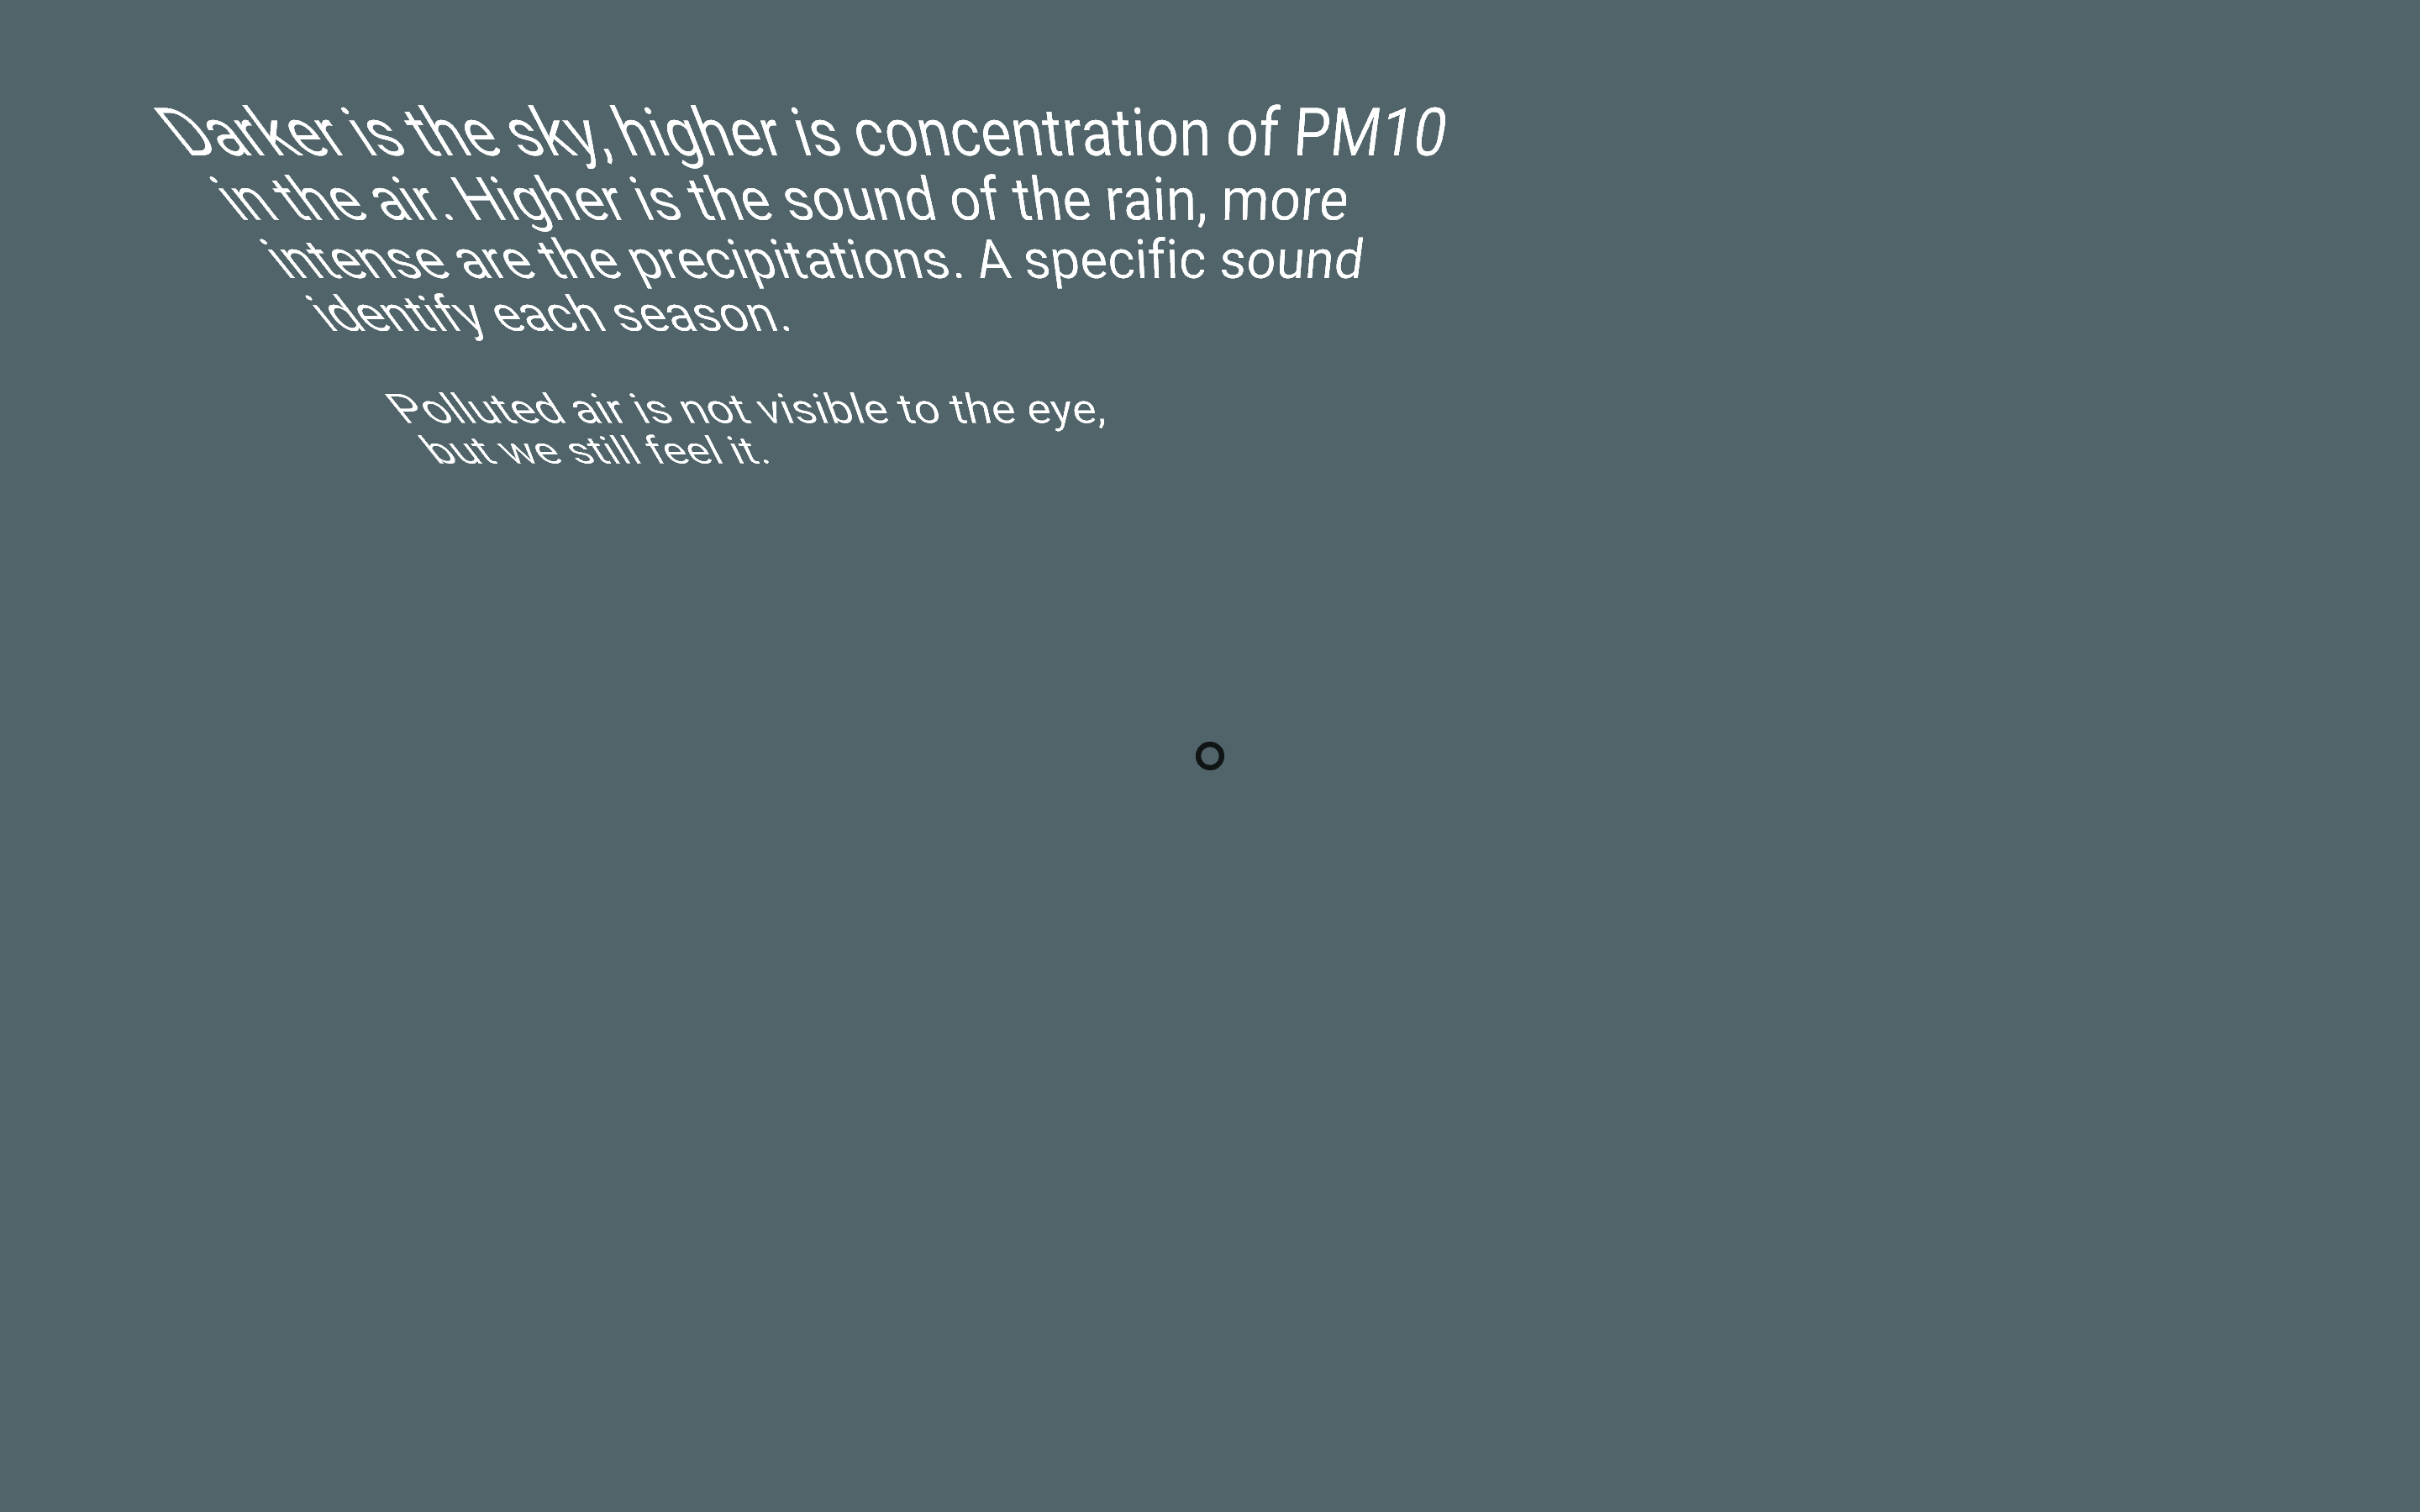 Darker is the sky, higher is concentration of PM10
in the air. Higher is the sound of the rain, more
intense are the precipitations. A specific sound
identify each season.
Polluted air is not visible to the eye,
but we still feel it.